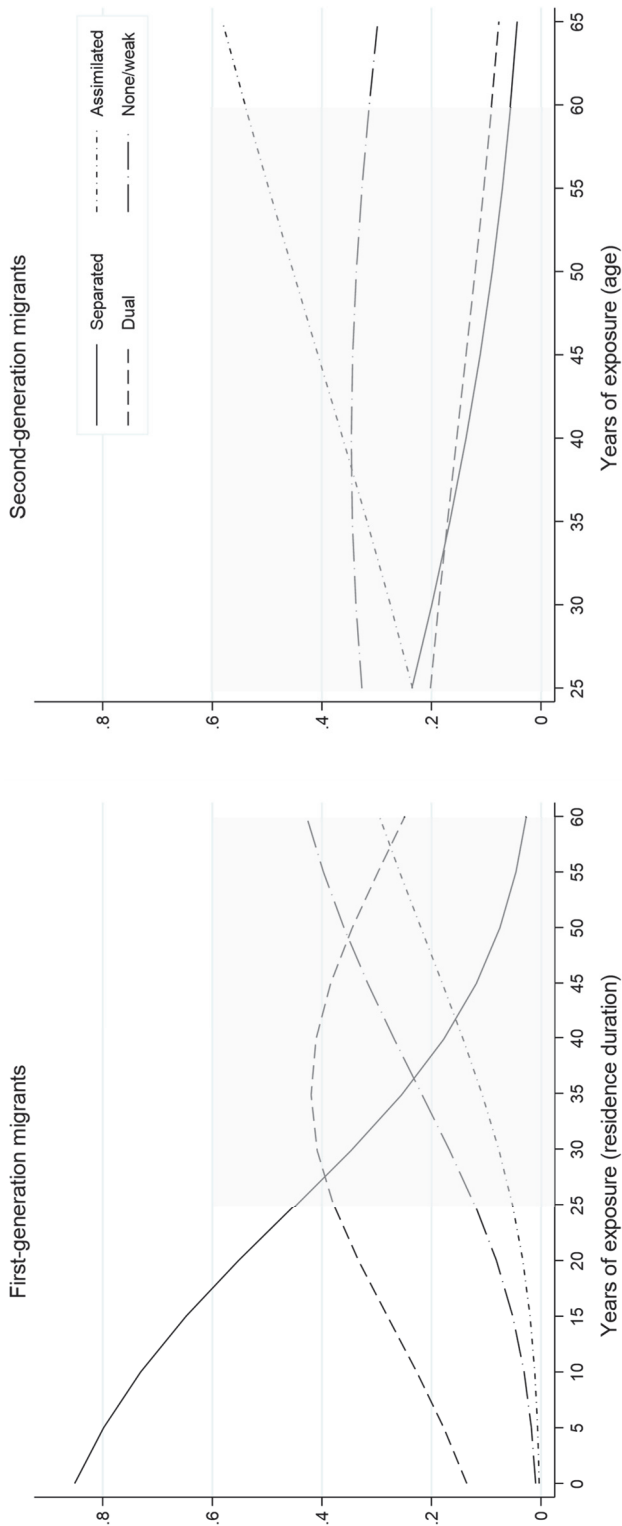 First-generation migrants
.8
.6
.4
.2
0
0 5 10 15 20 25 30 35 40 45 50 55 60
Years of exposure (residence duration)
Second-generation migrants
Separated Assimilated
Dual None/weak
.8
.6
.4
.2
0
25 30 35 40 45 50 55 60 65
Years of exposure (age)